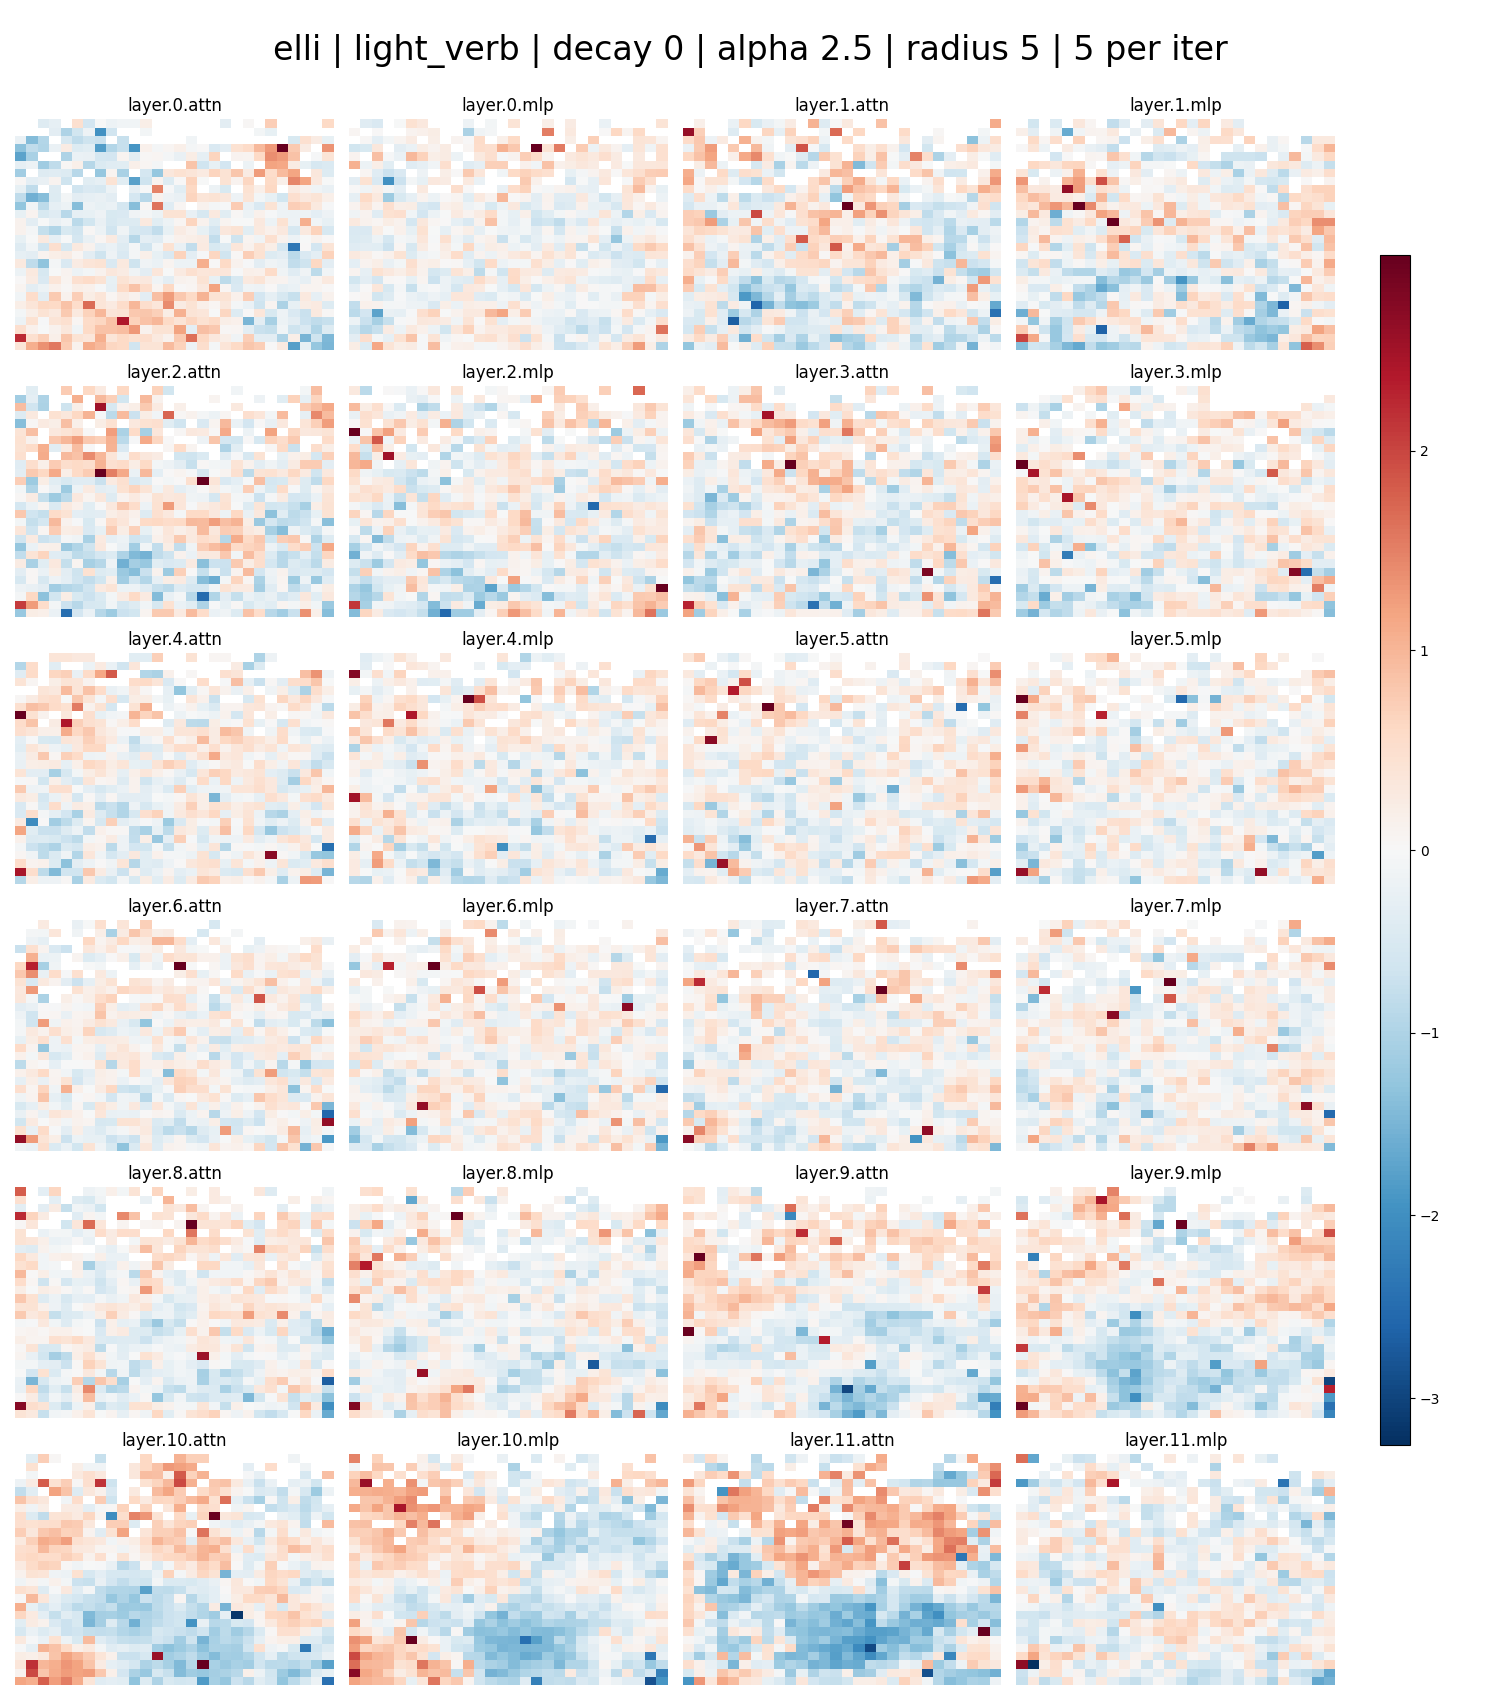 elli | light_verb | decay 0 | alpha 2.5 | radius 5 | 5 per iter
layer.0.attn
layer.0.mlp
layer.1.attn
layer.1.mlp
layer.2.attn
layer.2.mlp
layer.3.attn
layer.3.mlp
layer.4.attn
layer.4.mlp
layer.5.attn
layer.5.mlp
layer.6.attn
layer.6.mlp
layer.7.attn
layer.7.mlp
layer.8.attn
layer.8.mlp
layer.9.attn
layer.9.mlp
layer.10.attn
layer.10.mlp
layer.11.attn
layer.11.mlp
2
1
0
−1
−2
−3